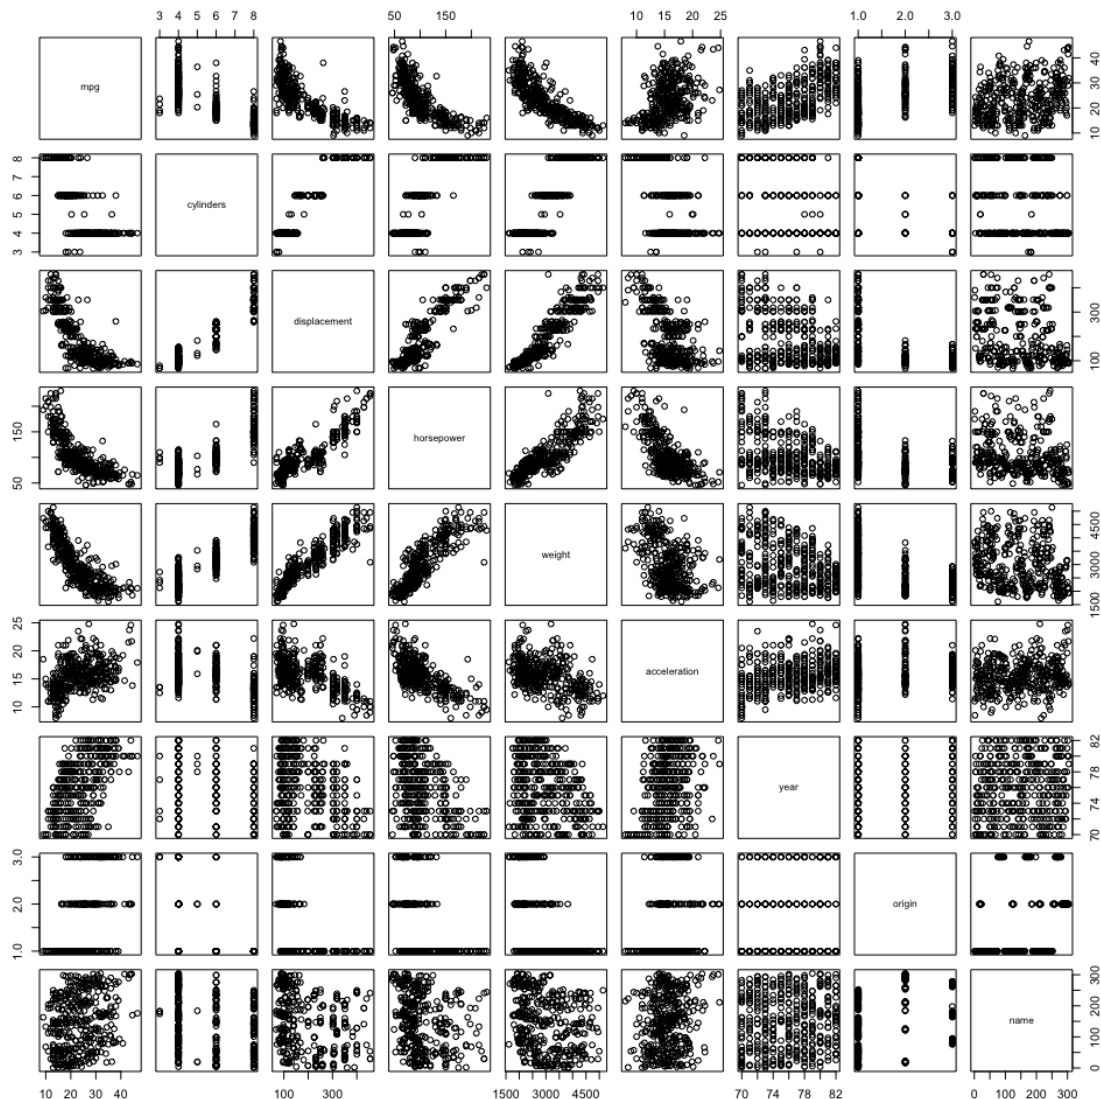 3 4 5 6 7 8 50 150 10 15 20 25 1.0 2.0 3.0
mpg 10 20 30 40
3 4 5 6 7 8 cylinders
displacement 100 300
50 150 horsepower
weight 1500 3000 4500
10 15 20 25 acceleration
year 70 74 78 82
1.0 2.0 3.0 origin
name 0 100 200 300
10 20 30 40 100 300 1500 3000 4500 70 74 78 82 0 100 200 300